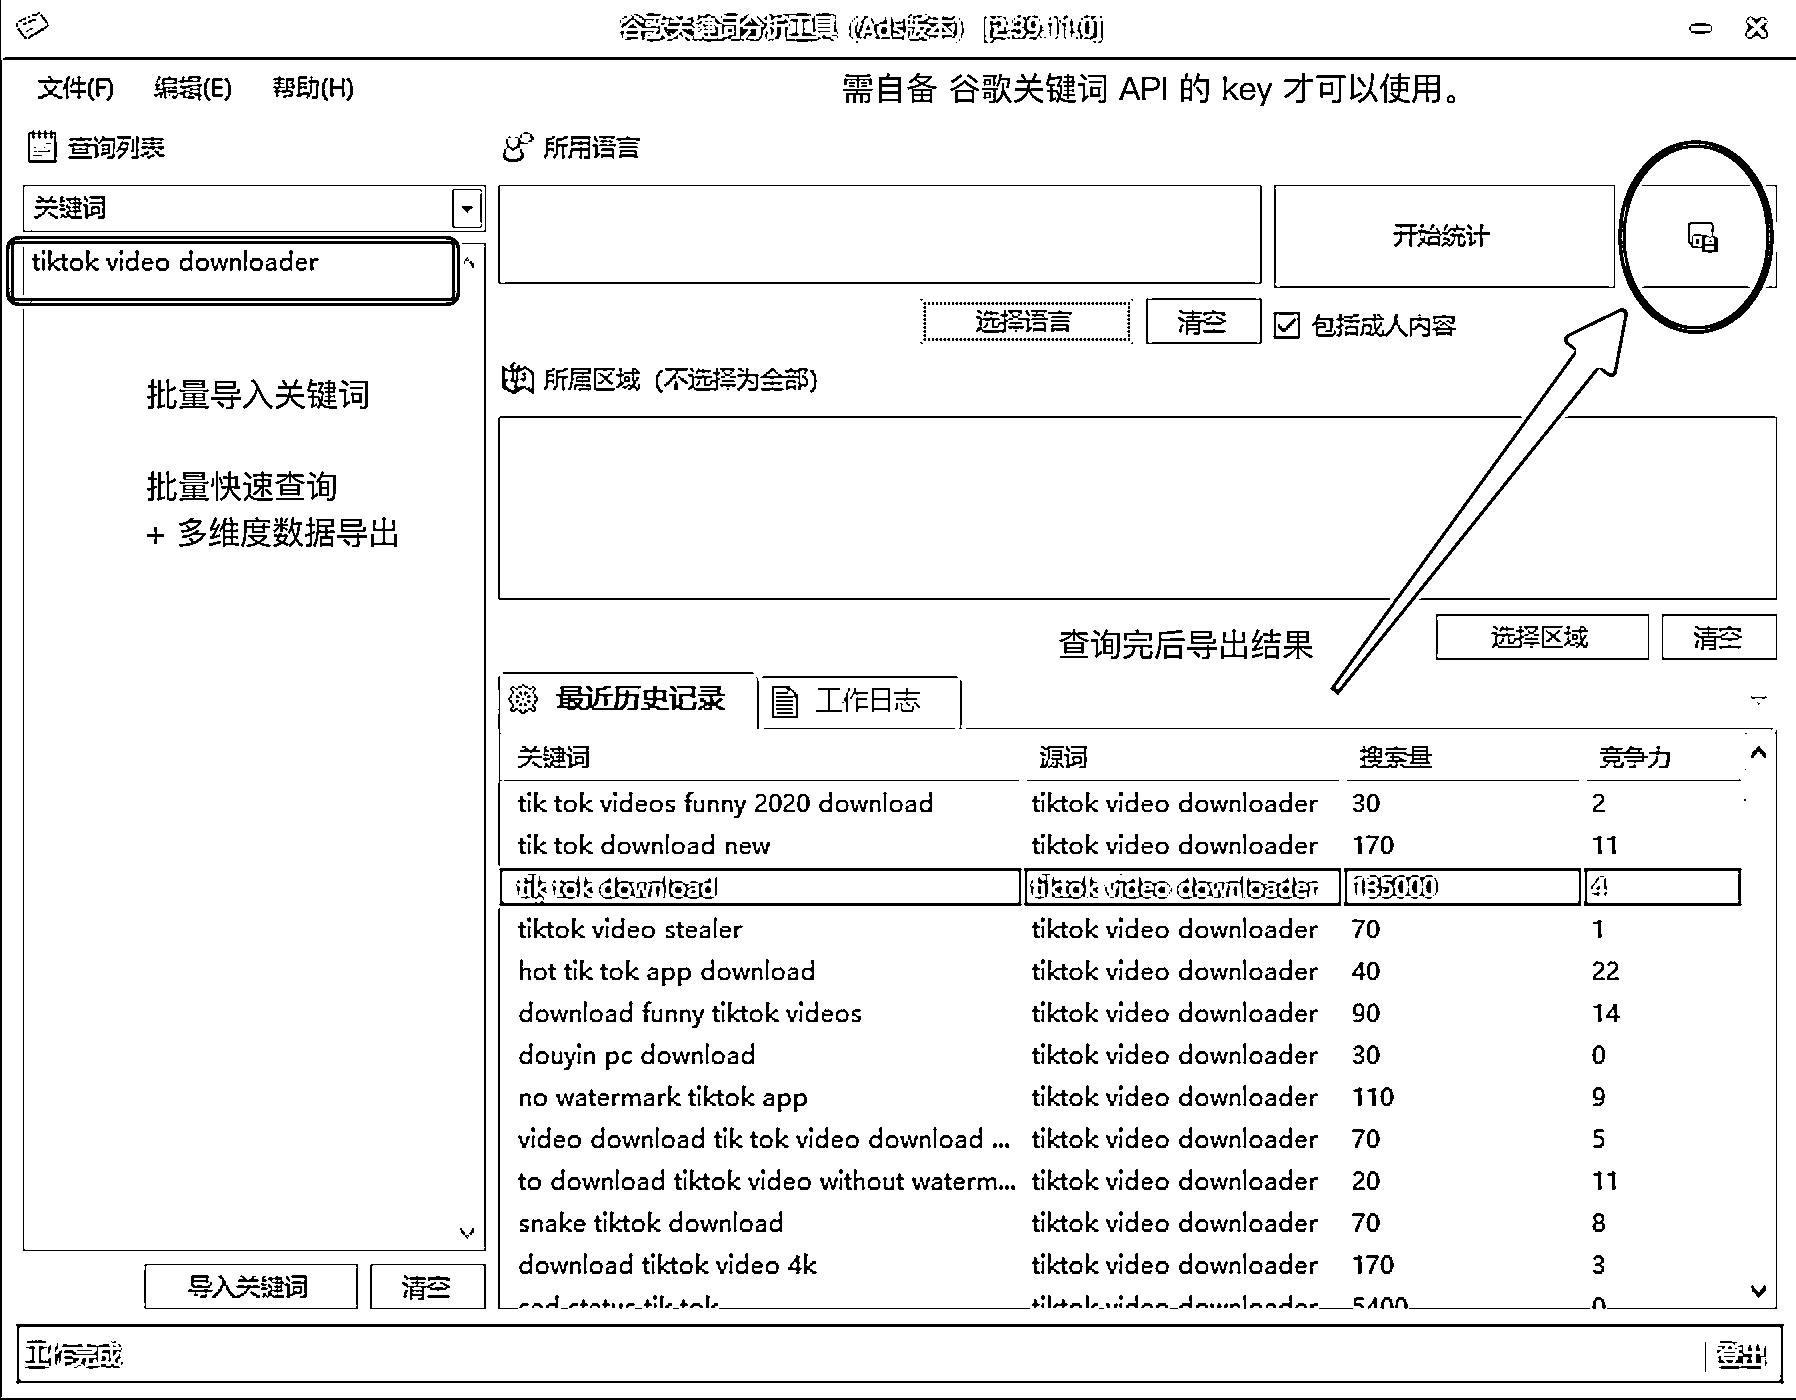 谷歌关键词分析工具 (Ads版本) [2.39.11.0]
文件(F) 编辑(E) 帮助(H)
需自备 谷歌关键词 API 的 key 才可以使用。
查询列表
所用语言
关键词
tiktok video downloader
开始统计
选择语言 清空 包括成人内容
所属区域 (不选择为全部)
批量导入关键词
批量快速查询
+ 多维度数据导出
查询完后导出结果
选择区域 清空
最近历史记录 工作日志
关键词 源词 搜索量 竞争力
tik tok videos funny 2020 download tiktok video downloader 30 2
tik tok download new tiktok video downloader 170 11
tik tok download tiktok video downloader 135000 4
tiktok video stealer tiktok video downloader 70 1
hot tik tok app download tiktok video downloader 40 22
download funny tiktok videos tiktok video downloader 90 14
douyin pc download tiktok video downloader 30 0
no watermark tiktok app tiktok video downloader 110 9
video download tik tok video download ... tiktok video downloader 70 5
to download tiktok video without waterm... tiktok video downloader 20 11
snake tiktok download tiktok video downloader 70 8
download tiktok video 4k tiktok video downloader 170 3
sad status tik tok tiktok video downloader 5400 0
导入关键词 清空
工作完成 登出